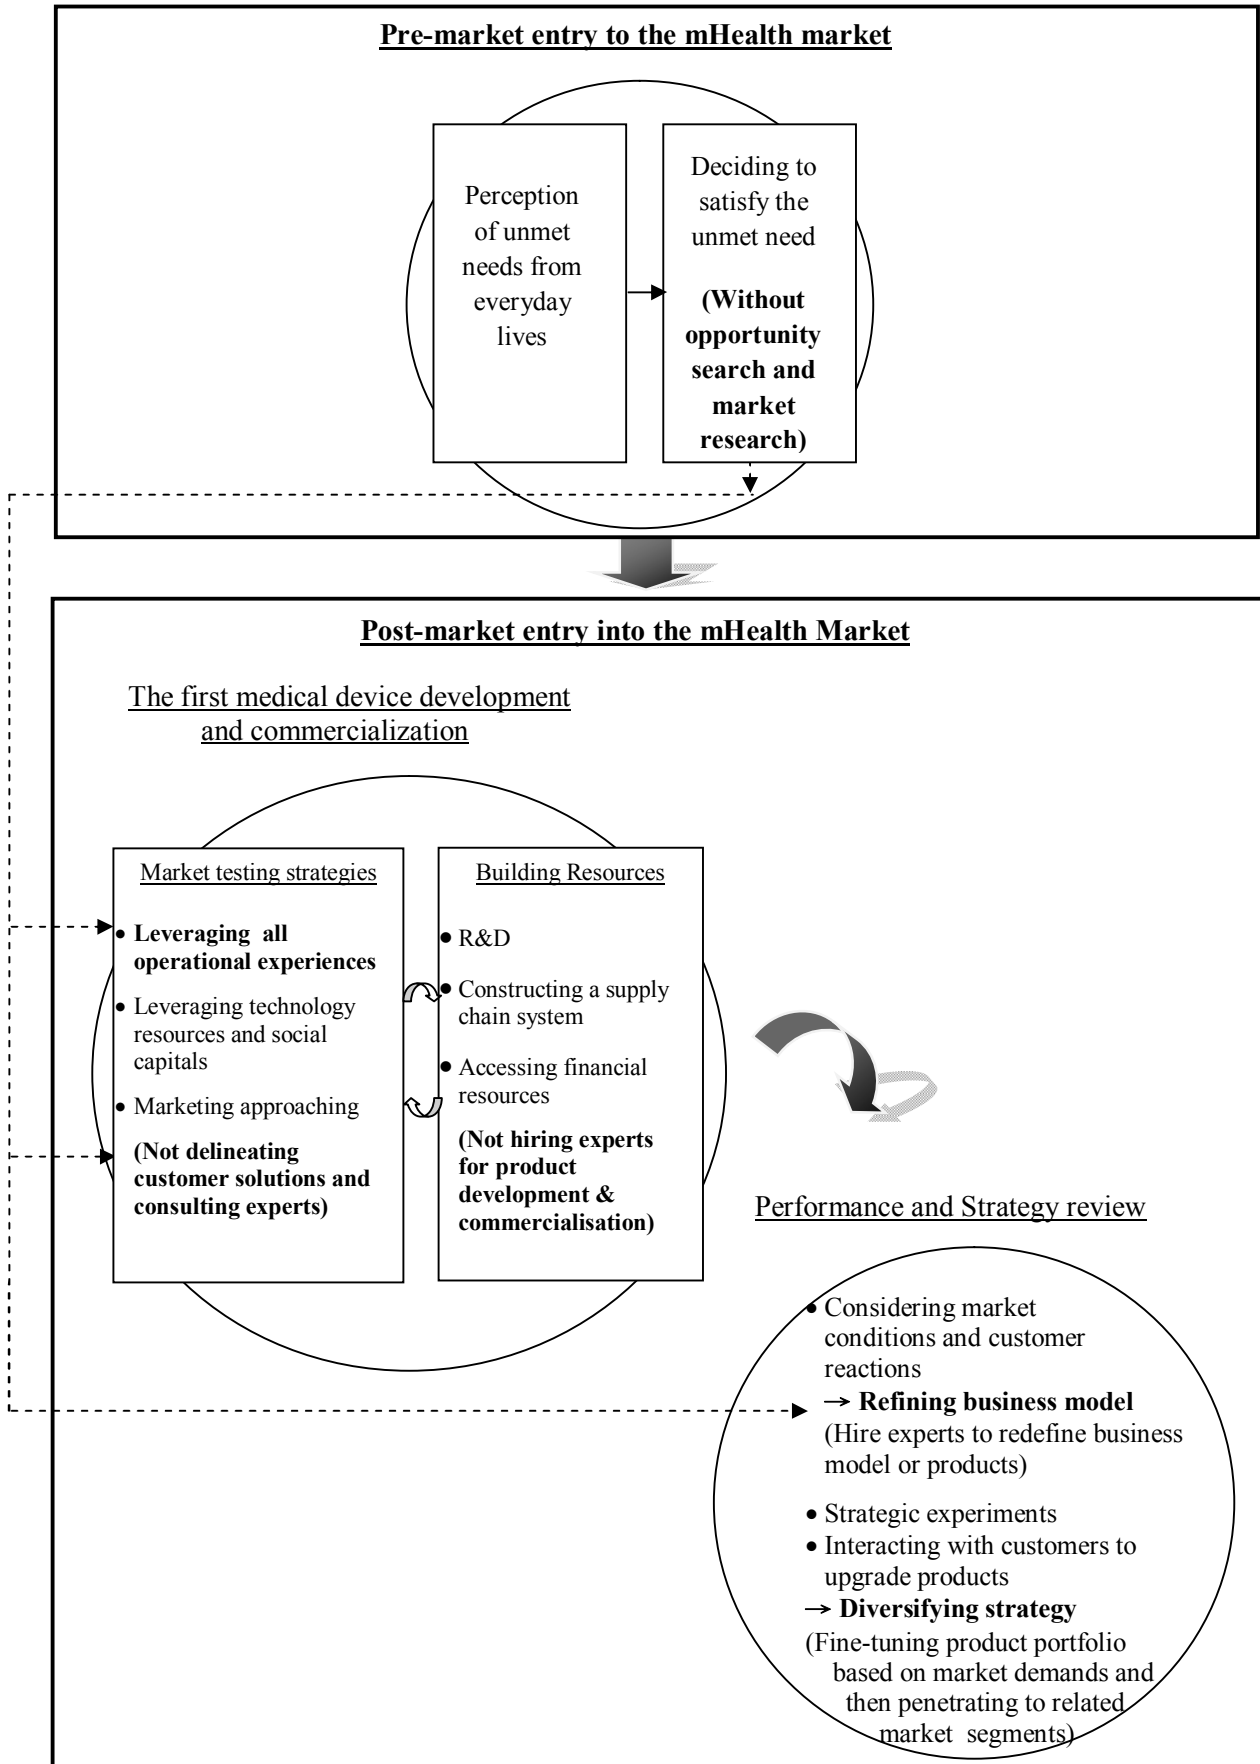 Pre-market entry to the mHealth market
Perception
of unmet
needs from
everyday
lives
Deciding to
satisfy the
unmet need
(Without
opportunity
search and
market
research)
Post-market entry into the mHealth Market
The first medical device development
and commercialization
Market testing strategies
• Leveraging all
operational experiences
• Leveraging technology
resources and social
capitals
• Marketing approaching
(Not delineating
customer solutions and
consulting experts)
Building Resources
• R&D
• Constructing a supply
chain system
• Accessing financial
resources
(Not hiring experts
for product
development &
commercialisation)
Performance and Strategy review
• Considering market
conditions and customer
reactions
→ Refining business model
(Hire experts to redefine business
model or products)
• Strategic experiments
• Interacting with customers to
upgrade products
→ Diversifying strategy
(Fine-tuning product portfolio
based on market demands and
then penetrating to related
market segments)